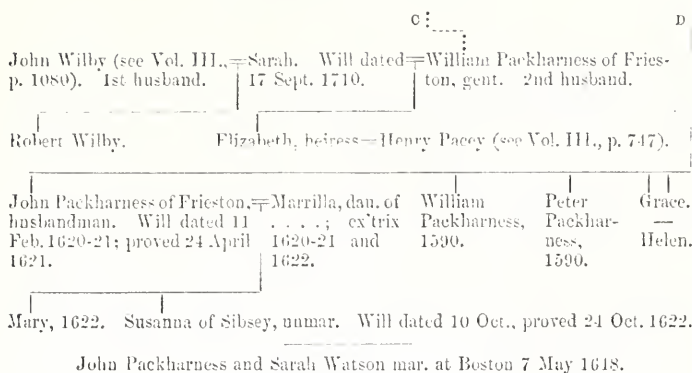 C D
John Wilby (see Vol. III., = Sarah. Will dated = William Packharness of Fries-
p. 1080). 1st husband. 17 Sept. 1710. ton, gent. 2nd husband.
Robert Wilby. Elizabeth, heiress = Henry Pacey (see Vol. III., p. 747).
John Packharness of Frieston, = Marrilla, dau. of William Peter Grace.
husbandman. Will dated 11 . . . . ; ex'trix Packharness, Packhar- —
Feb. 1620-21; proved 24 April 1620-21 and 1590. ness, Helen.
1621. 1622. 1590.
Mary, 1622. Susanna of Sibsey, unmar. Will dated 10 Oct., proved 24 Oct. 1622.
John Packharness and Sarah Watson mar. at Boston 7 May 1618.